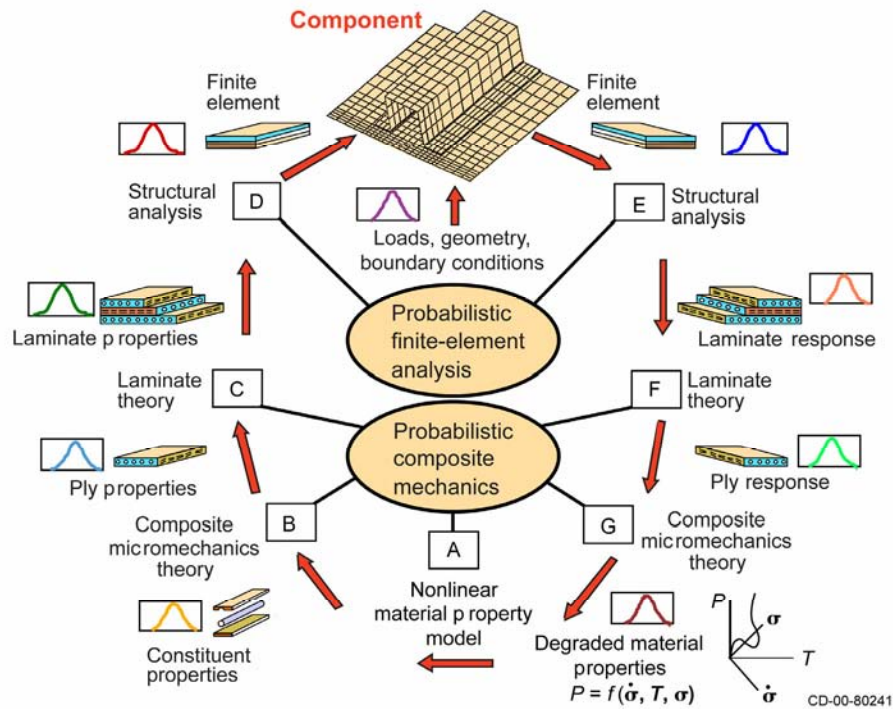 Component
Finite
element
Finite
element
Structural
analysis
D
Loads, geometry,
boundary conditions
E
Structural
analysis
Laminate p roperties
Probabilistic
finite-element
analysis
Laminate response
Laminate
theory
C
F
Laminate
theory
Probabilistic
composite
mechanics
Ply p roperties
Ply response
Composite
micromechanics
theory
B
A
G
Composite
micromechanics
theory
Nonlinear
material p roperty
model
Constituent
properties
Degraded material
properties
P = f (σ̇, T, σ)
P
σ
T
σ̇
CD-00-80241